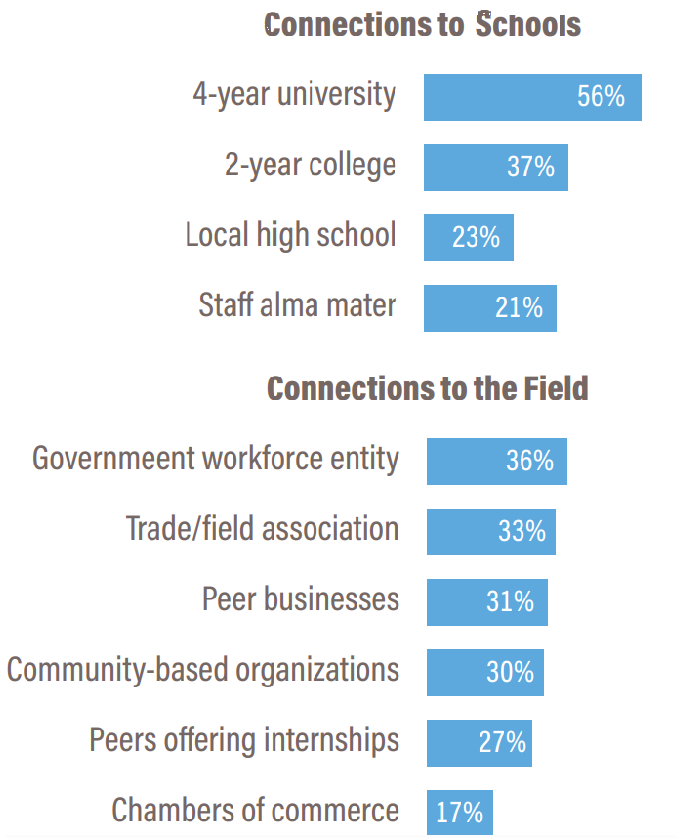 Connections to Schools
4-year university
56%
2-year college
37%
Local high school
23%
Staff alma mater
21%
Connections to the Field
Governmeent workforce entity
36%
Trade/field association
33%
Peer businesses
31%
Community-based organizations
30%
Peers offering internships
27%
Chambers of commerce
17%